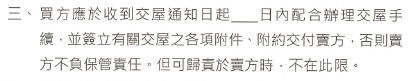 三、買方應於收到交屋通知日起____日內配合辦理交屋手
續，並簽立有關交屋之各項附件、附約交付賣方，否則賣
方不負保管責任。但可歸責於賣方時，不在此限。